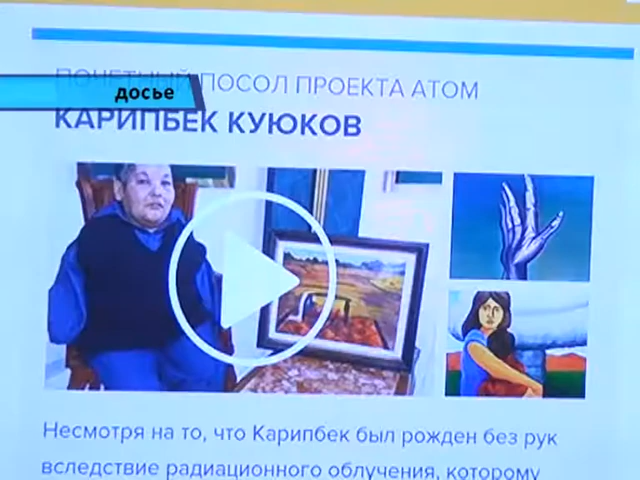 ПОЧЕТНЫЙ ПОСОЛ ПРОЕКТА АТОМ
досье
КАРИПБЕК КУЮКОВ
Несмотря на то, что Карипбек был рожден без рук
вследствие радиационного облучения, которому